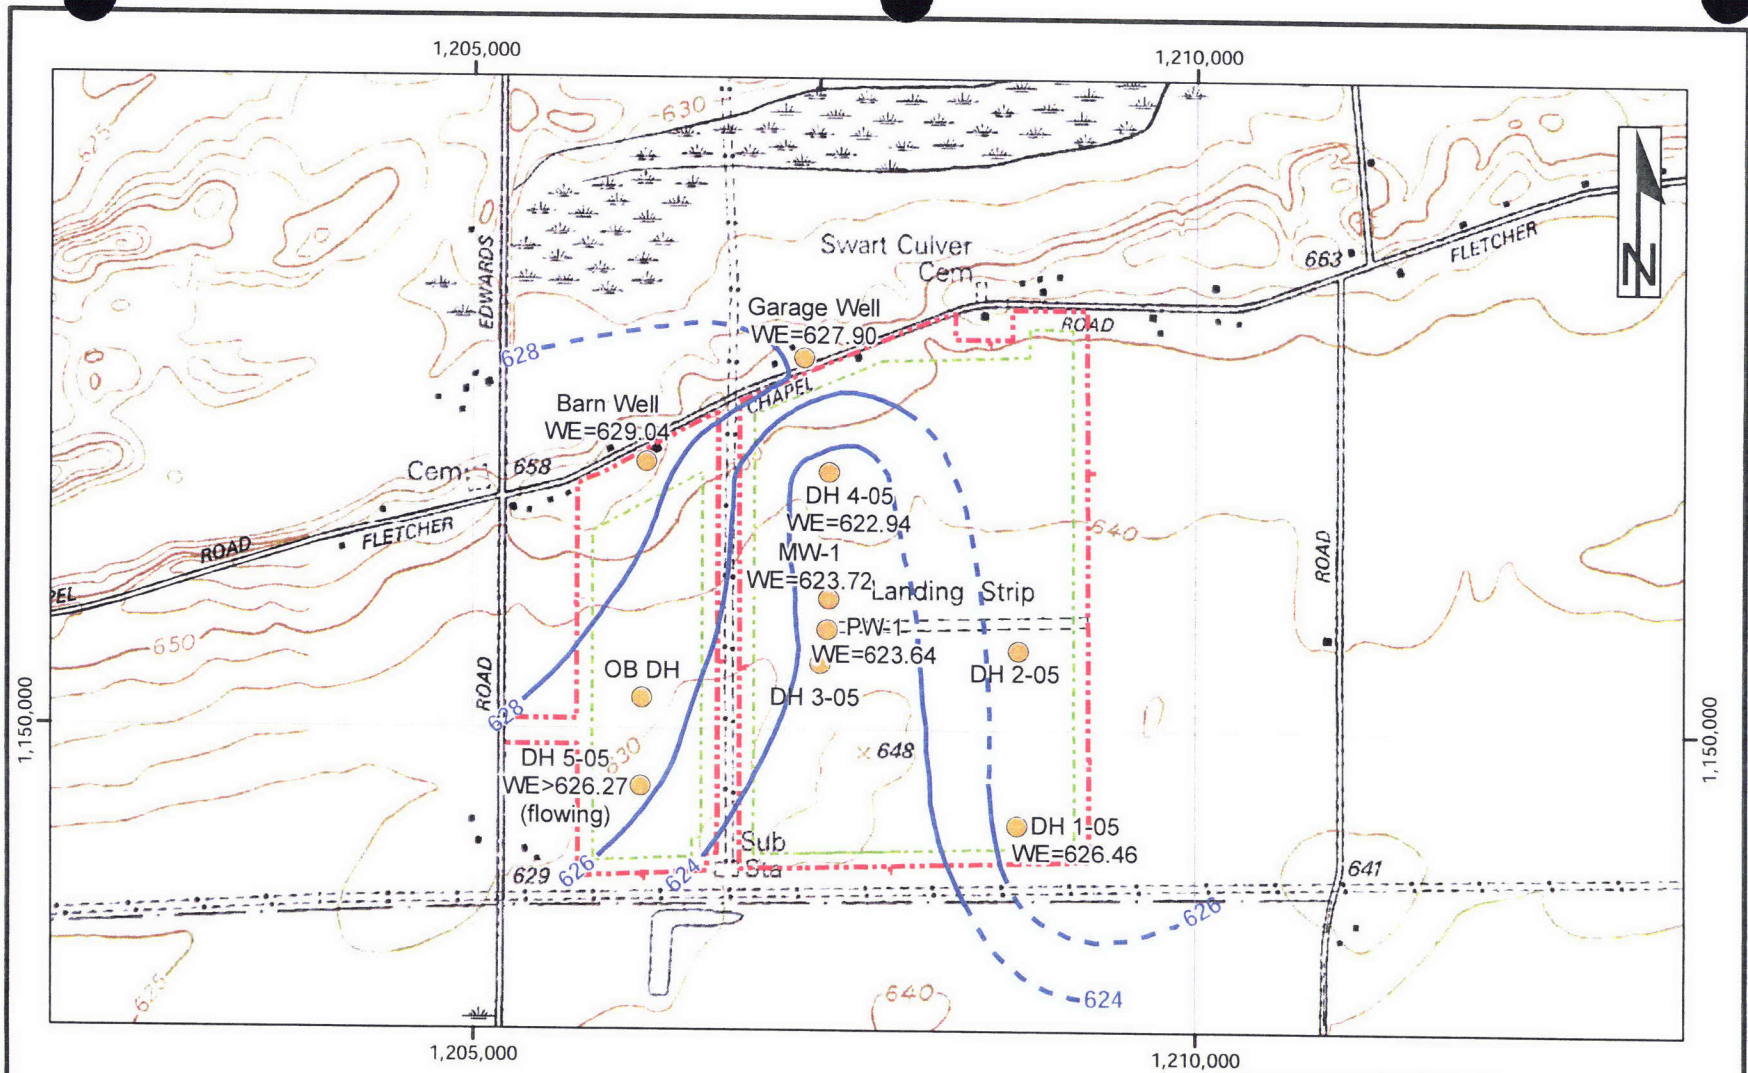 1,205,000
1,210,000
630
625
EDWARDS
Swart Culver
Cem
663
FLETCHER
Garage Well
WE=627.90
ROAD
628
CHAPEL
Barn Well
WE=629.04
Cem
658
DH 4-05
WE=622.94
640
ROAD
FLETCHER
MW-1
WE=623.72
Landing Strip
ROAD
PEL
650
PW-1
WE=623.64
OB DH
DH 2-05
DH 3-05
ROAD
628
1,150,000
1,150,000
630
648
DH 5-05
WE>626.27
(flowing)
DH 1-05
WE=626.46
Sub
Sta
629
626
624
641
626
625
640
624
1,205,000
1,210,000
N